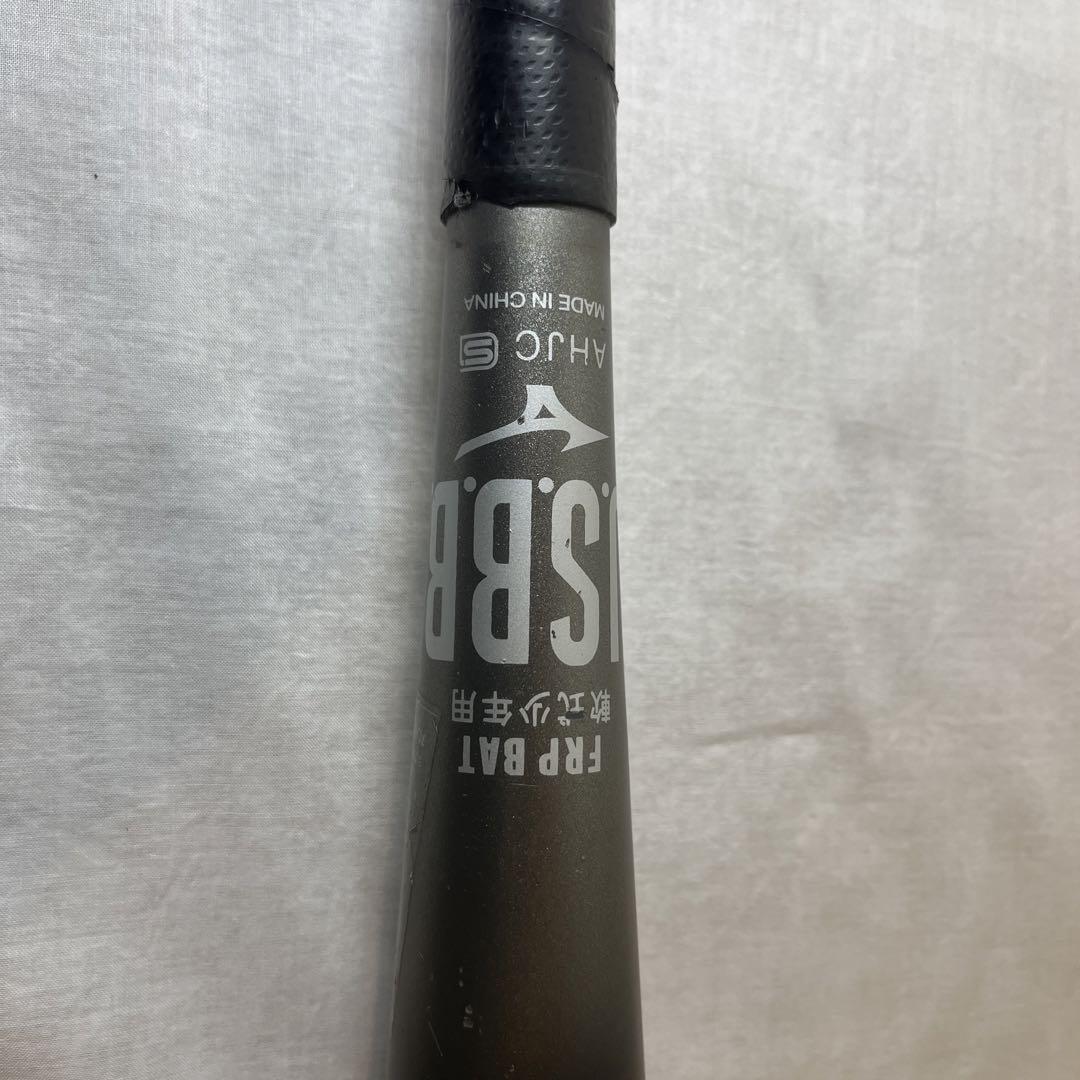 FRP BAT
軟式少年用
J.S.B.B.
AHJC S
MADE IN CHINA